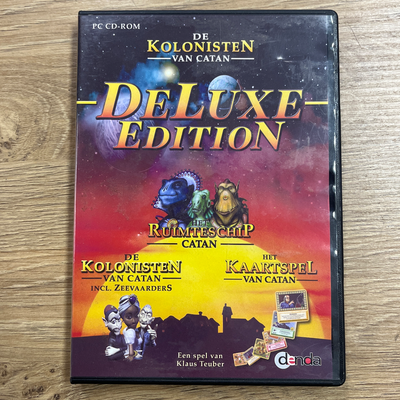 PC CD-ROM
DE
KOLONISTEN
VAN CATAN
DELUXE
EDITION
HET
RUIMTESCHIP
CATAN
DE
KOLONISTEN
VAN CATAN
INCL. ZEEVAARDERS
HET
KAARTSPEL
VAN CATAN
Een spel van
Klaus Teuber
denda